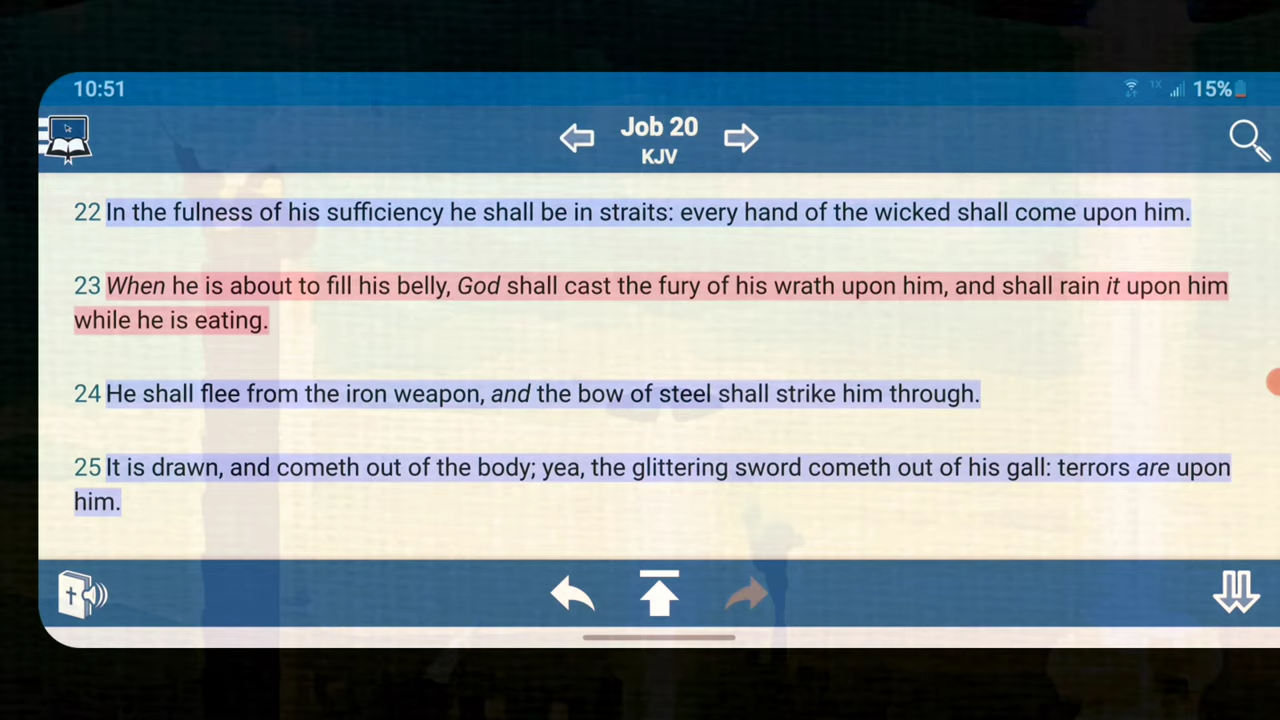 10:51
1X
15%
Job 20
KJV
22 In the fulness of his sufficiency he shall be in straits: every hand of the wicked shall come upon him.
23 When he is about to fill his belly, God shall cast the fury of his wrath upon him, and shall rain it upon him
while he is eating.
24 He shall flee from the iron weapon, and the bow of steel shall strike him through.
25 It is drawn, and cometh out of the body; yea, the glittering sword cometh out of his gall: terrors are upon
him.